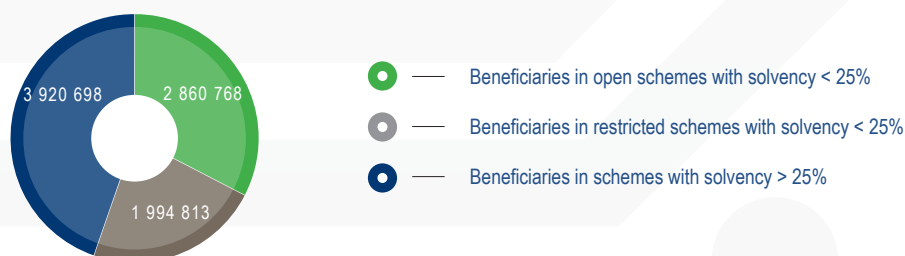 3 920 698
2 860 768
1 994 813
Beneficiaries in open schemes with solvency < 25%
Beneficiaries in restricted schemes with solvency < 25%
Beneficiaries in schemes with solvency > 25%